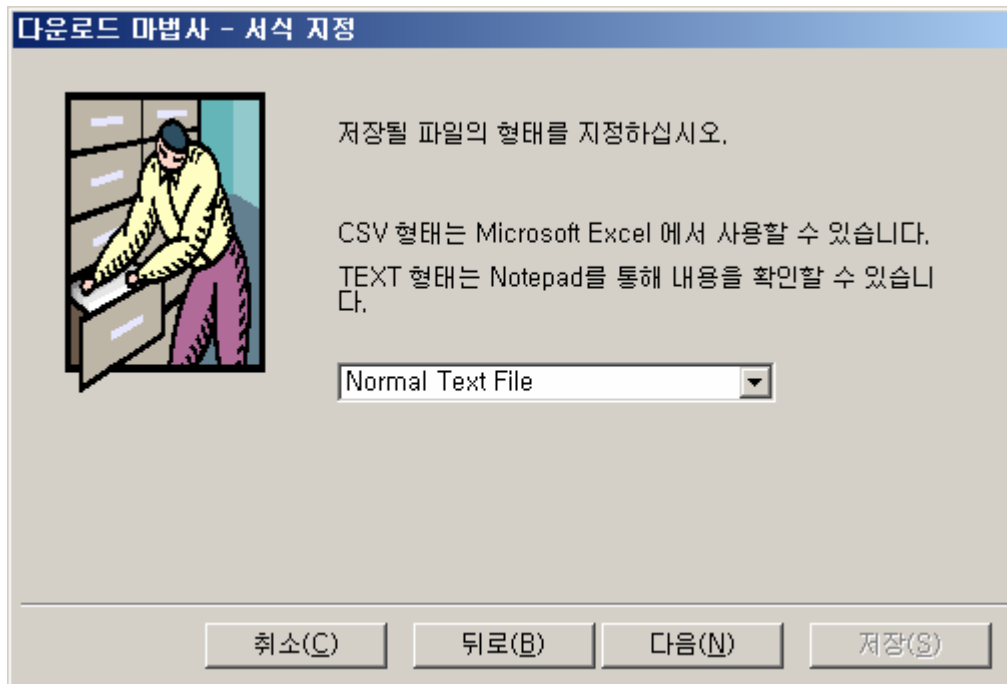 다운로드 마법사 - 서식 지정
저장될 파일의 형태를 지정하십시오.
CSV 형태는 Microsoft Excel 에서 사용할 수 있습니다.
TEXT 형태는 Notepad를 통해 내용을 확인할 수 있습니
다.
Normal Text File
취소(C) 뒤로(B) 다음(N) 저장(S)